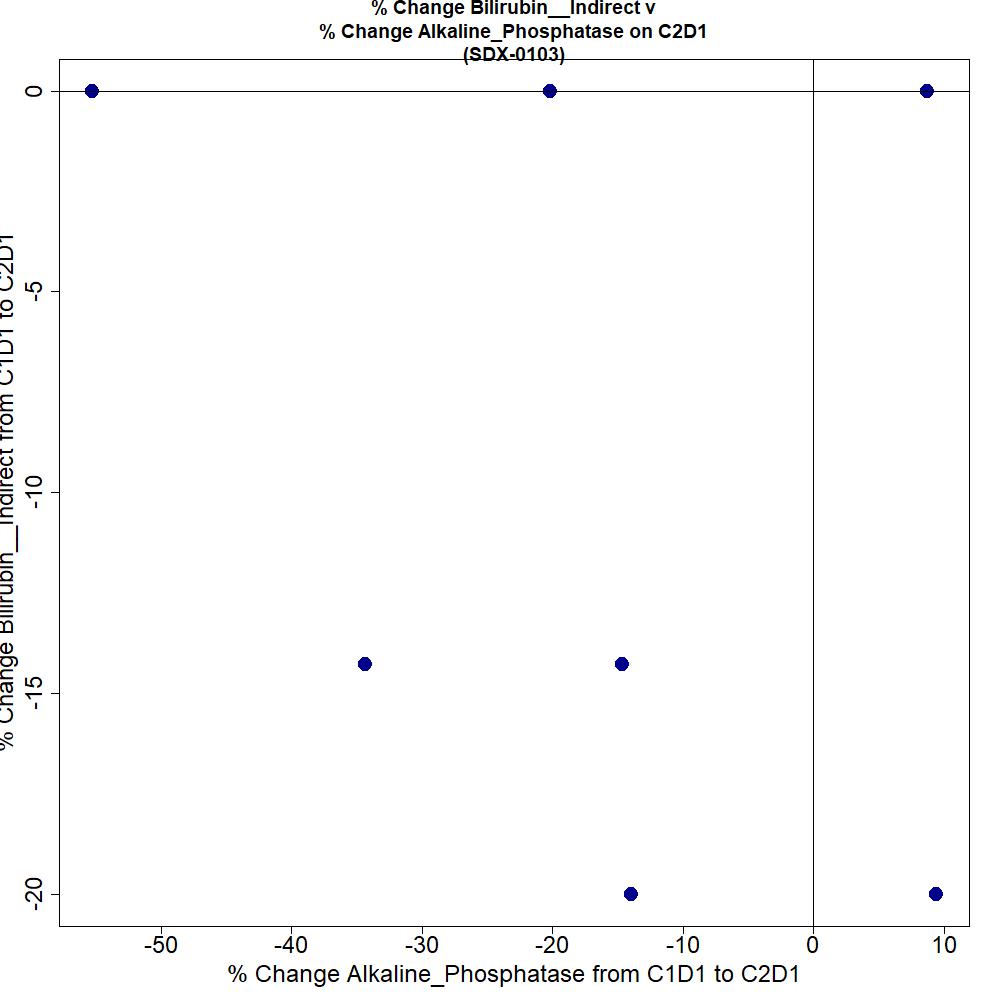 % Change Bilirubin__Indirect v
% Change Alkaline_Phosphatase on C2D1
(SDX-0103)
% Change Bilirubin__Indirect from C1D1 to C2D1
0
-5
-10
-15
-20
-50
-40
-30
-20
-10
0
10
% Change Alkaline_Phosphatase from C1D1 to C2D1